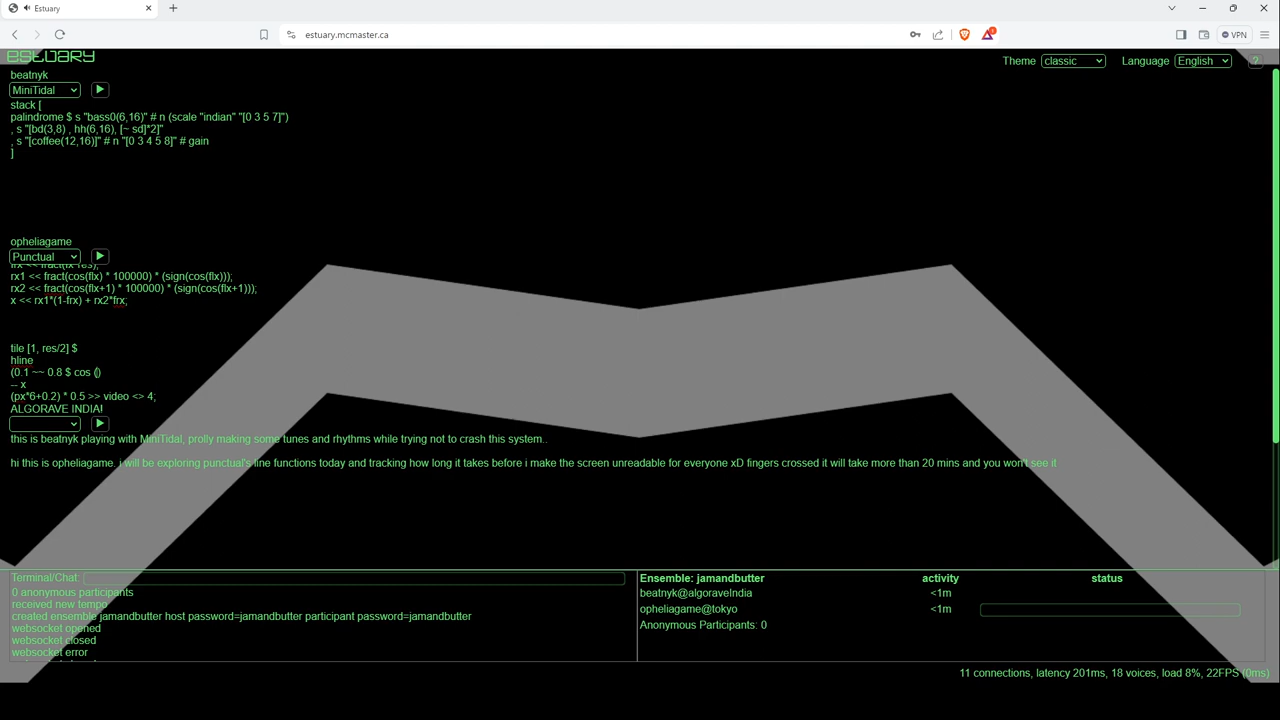 Estuary
estuary.mcmaster.ca
1
VPN
ESTUARY
Theme classic Language English ?
beatnyk
MiniTidal
stack [
palindrome $ s "bass0(6,16)" # n (scale "indian" "[0 3 5 7]")
, s "[bd(3,8) , hh(6,16), [~ sd]*2]"
, s "[coffee(12,16)]" # n "[0 3 4 5 8]" # gain
]
opheliagame
Punctual
frx << fract(flx*res);
rx1 << fract(cos(flx) * 100000) * (sign(cos(flx)));
rx2 << fract(cos(flx+1) * 100000) * (sign(cos(flx+1)));
x << rx1*(1-frx) + rx2*frx;
tile [1, res/2] $
hline
(0.1 ~~ 0.8 $ cos ()
-- x
(px*6+0.2) * 0.5 >> video <> 4;
ALGORAVE INDIA!
this is beatnyk playing with MiniTidal, prolly making some tunes and rhythms while trying not to crash this system..
hi this is opheliagame. i will be exploring punctual's line functions today and tracking how long it takes before i make the screen unreadable for everyone xD fingers crossed it will take more than 20 mins and you won't see it
Terminal/Chat:
0 anonymous participants
received new tempo
created ensemble jamandbutter host password=jamandbutter participant password=jamandbutter
websocket opened
websocket closed
websocket error
Ensemble: jamandbutter activity status
beatnyk@algoraveIndia <1m
opheliagame@tokyo <1m
Anonymous Participants: 0
11 connections, latency 201ms, 18 voices, load 8%, 22FPS (0ms)